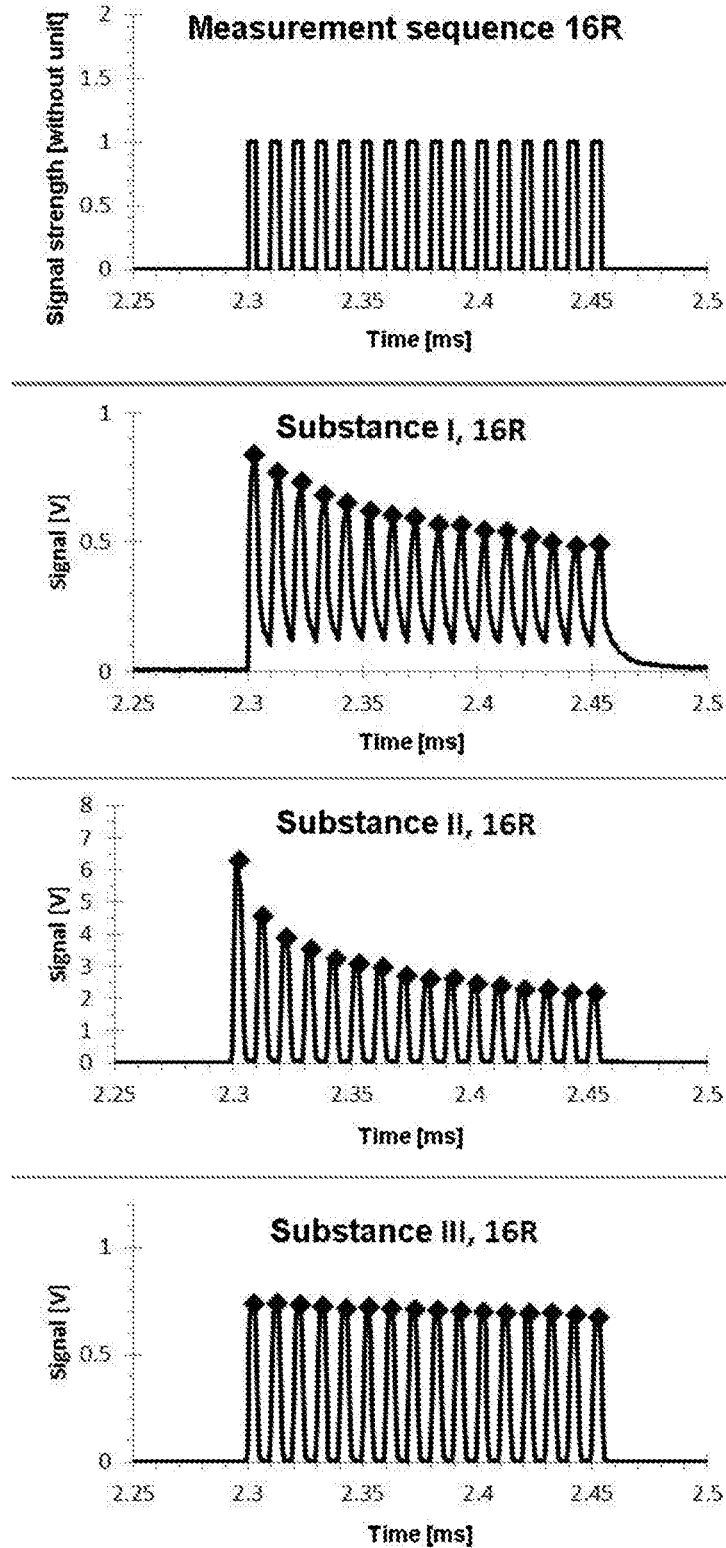 Measurement sequence 16R
Signal strength [without unit]
2
1.5
1
0.5
0
2.25 2.3 2.35 2.4 2.45 2.5
Time [ms]
Substance I, 16R
Signal [V]
1
0.5
0
2.25 2.3 2.35 2.4 2.45 2.5
Time [ms]
Substance II, 16R
Signal [V]
8
7
6
5
4
3
2
1
0
2.25 2.3 2.35 2.4 2.45 2.5
Time [ms]
Substance III, 16R
Signal [V]
1
0.5
0
2.25 2.3 2.35 2.4 2.45 2.5
Time [ms]